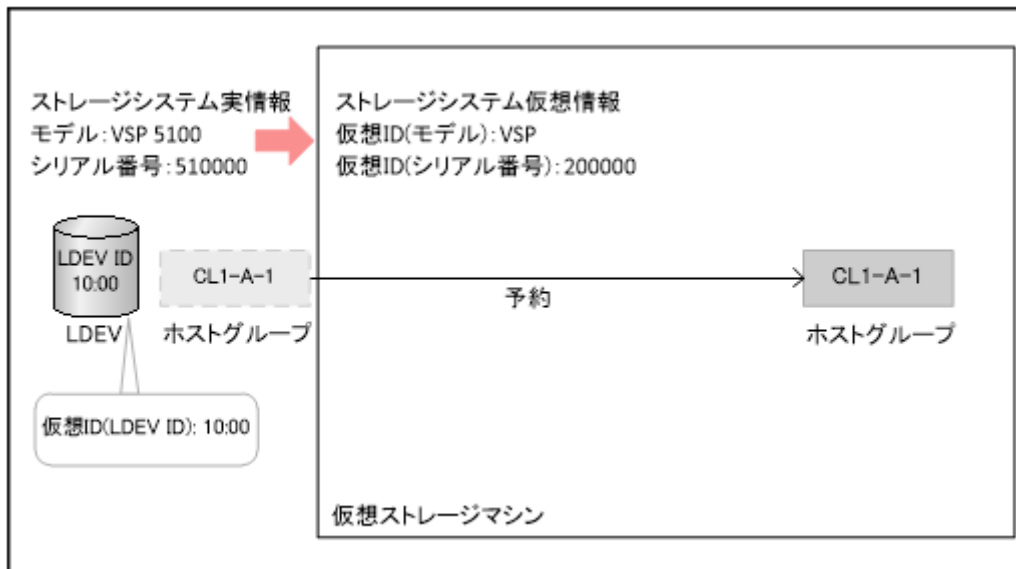 ストレージシステム実情報
モデル:VSP 5100
シリアル番号:510000
ストレージシステム仮想情報
仮想ID(モデル):VSP
仮想ID(シリアル番号):200000
LDEV ID
10:00
LDEV
CL1-A-1
ホストグループ
予約
CL1-A-1
ホストグループ
仮想ID(LDEV ID): 10:00
仮想ストレージマシン